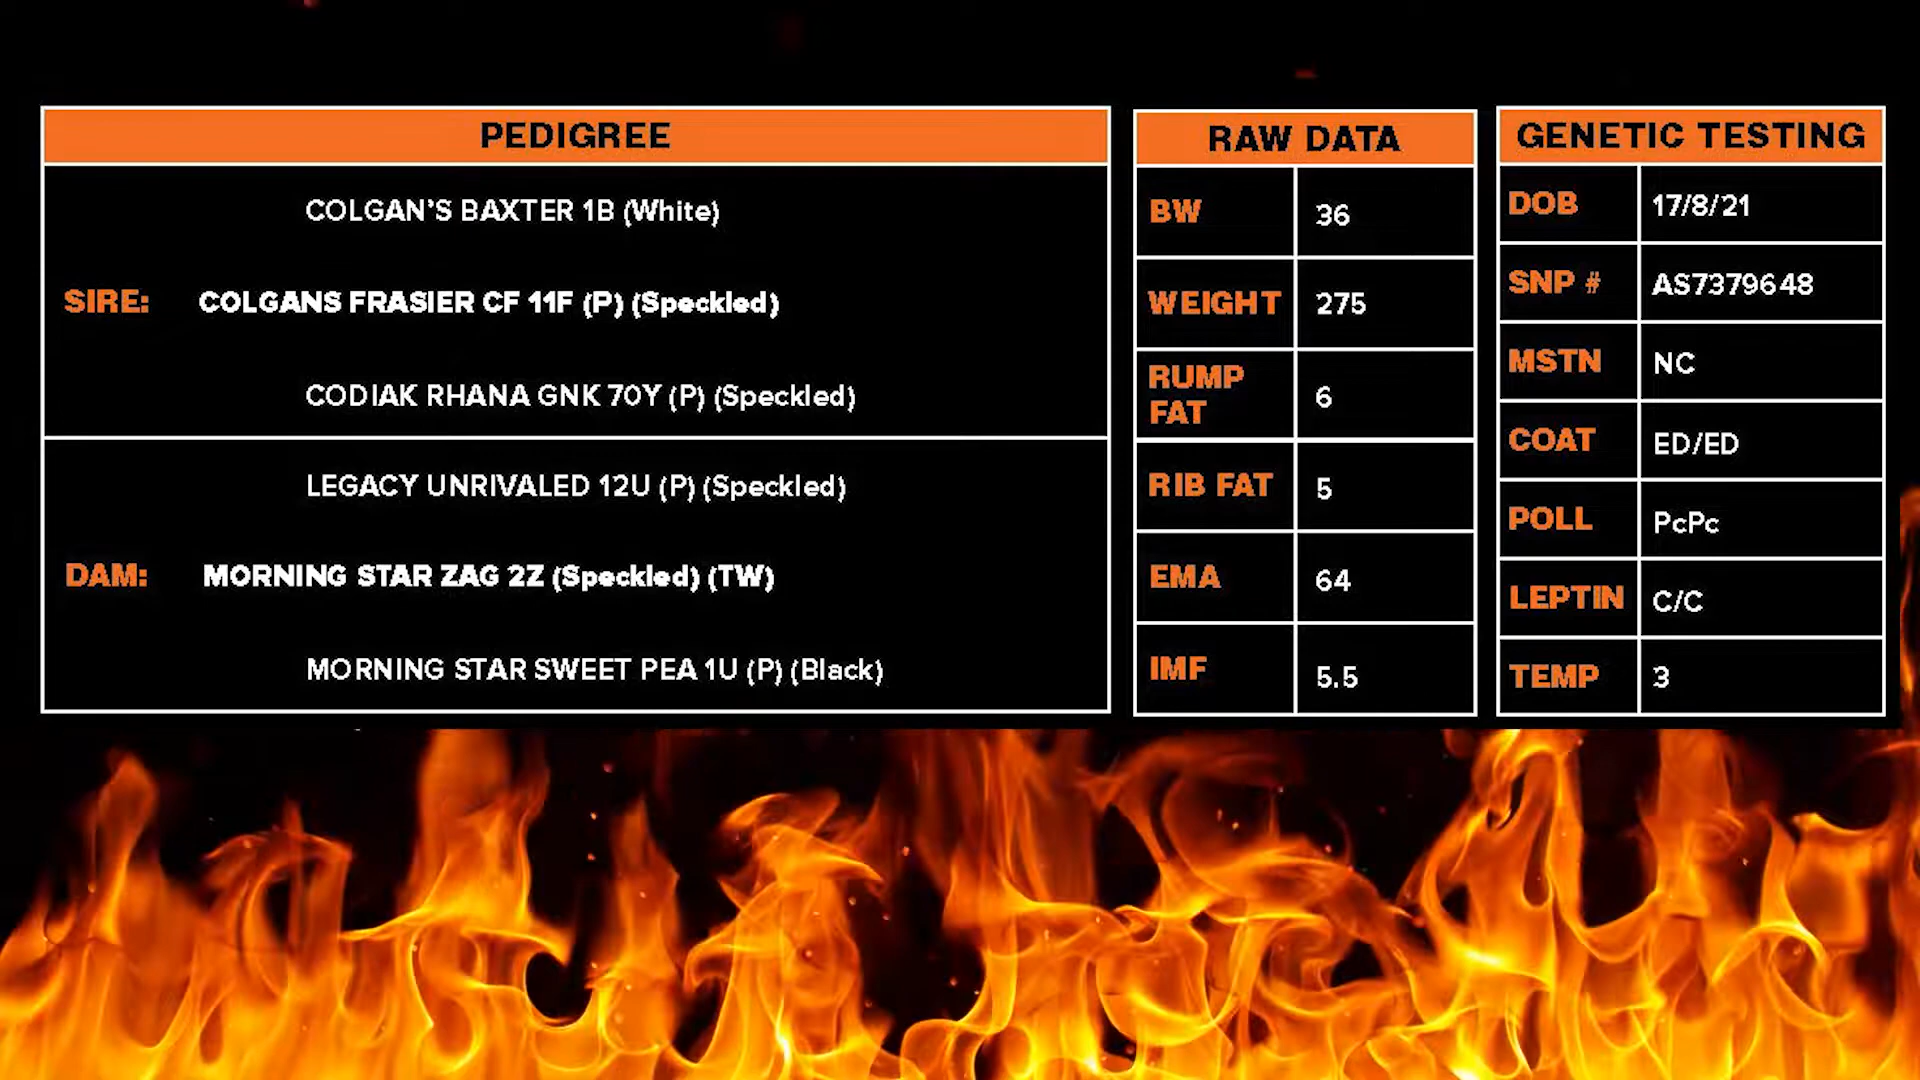 PEDIGREE
COLGAN'S BAXTER 1B (White)
SIRE: COLGANS FRASIER CF 11F (P) (Speckled)
CODIAK RHANA GNK 70Y (P) (Speckled)
LEGACY UNRIVALED 12U (P) (Speckled)
DAM: MORNING STAR ZAG 2Z (Speckled) (TW)
MORNING STAR SWEET PEA 1U (P) (Black)
RAW DATA
BW 36
WEIGHT 275
RUMP
FAT 6
RIB FAT 5
EMA 64
IMF 5.5
GENETIC TESTING
DOB 17/8/21
SNP # AS7379648
MSTN NC
COAT ED/ED
POLL PcPc
LEPTIN C/C
TEMP 3